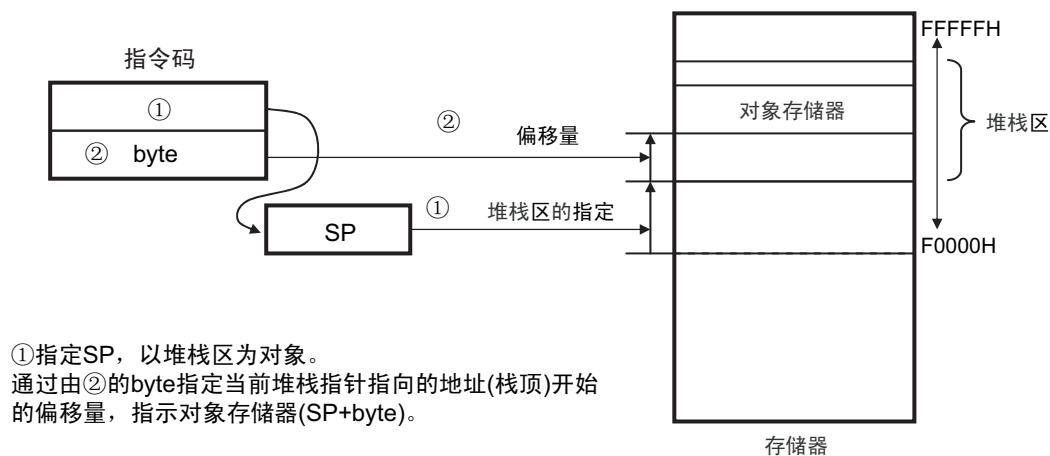 指令码
①
② byte
②
偏移量
SP
①
堆栈区的指定
FFFFFH
对象存储器
堆栈区
F0000H
存储器
①指定SP，以堆栈区为对象。
通过由②的byte指定当前堆栈指针指向的地址(栈顶)开始
的偏移量，指示对象存储器(SP+byte)。